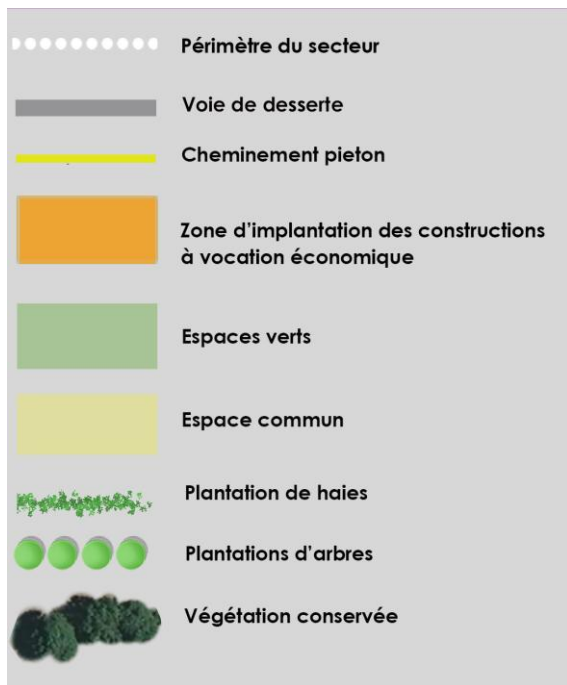 Périmètre du secteur
Voie de desserte
Cheminement pieton
Zone d'implantation des constructions
à vocation économique
Espaces verts
Espace commun
Plantation de haies
Plantations d'arbres
Végétation conservée